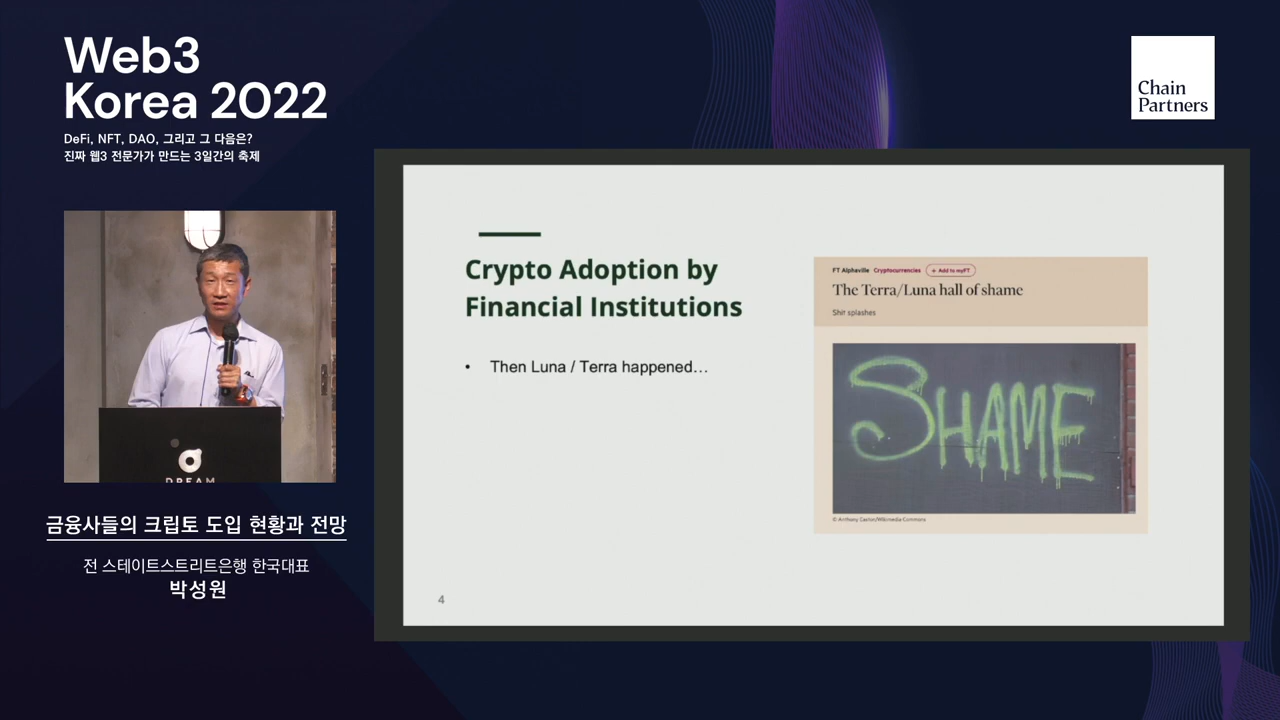 Web3
Korea 2022
DeFi, NFT, DAO, 그리고 그 다음은?
진짜 웹3 전문가가 만드는 3일간의 축제
Chain
Partners
DREAM
금융사들의 크립토 도입 현황과 전망
전 스테이트스트리트은행 한국대표
박성원
Crypto Adoption by
Financial Institutions
• Then Luna / Terra happened…
FT Alphaville Cryptocurrencies + Add to myFT
The Terra/Luna hall of shame
Shit splashes
SHAME
© Anthony Castor/Wikimedia Commons
4